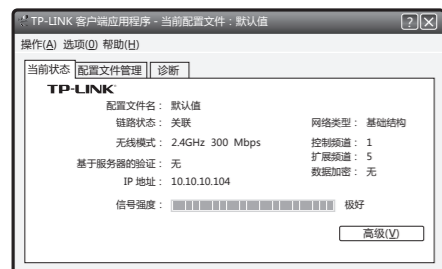 TP-LINK 客户端应用程序 - 当前配置文件：默认值
操作(A) 选项(O) 帮助(H)
当前状态 配置文件管理 诊断
TP-LINK
配置文件名： 默认值
链路状态： 关联 网络类型： 基础结构
无线模式： 2.4GHz 300 Mbps 控制频道： 1
扩展频道： 5
基于服务器的验证： 无 数据加密： 无
IP 地址： 10.10.10.104
信号强度： 极好
高级(V)